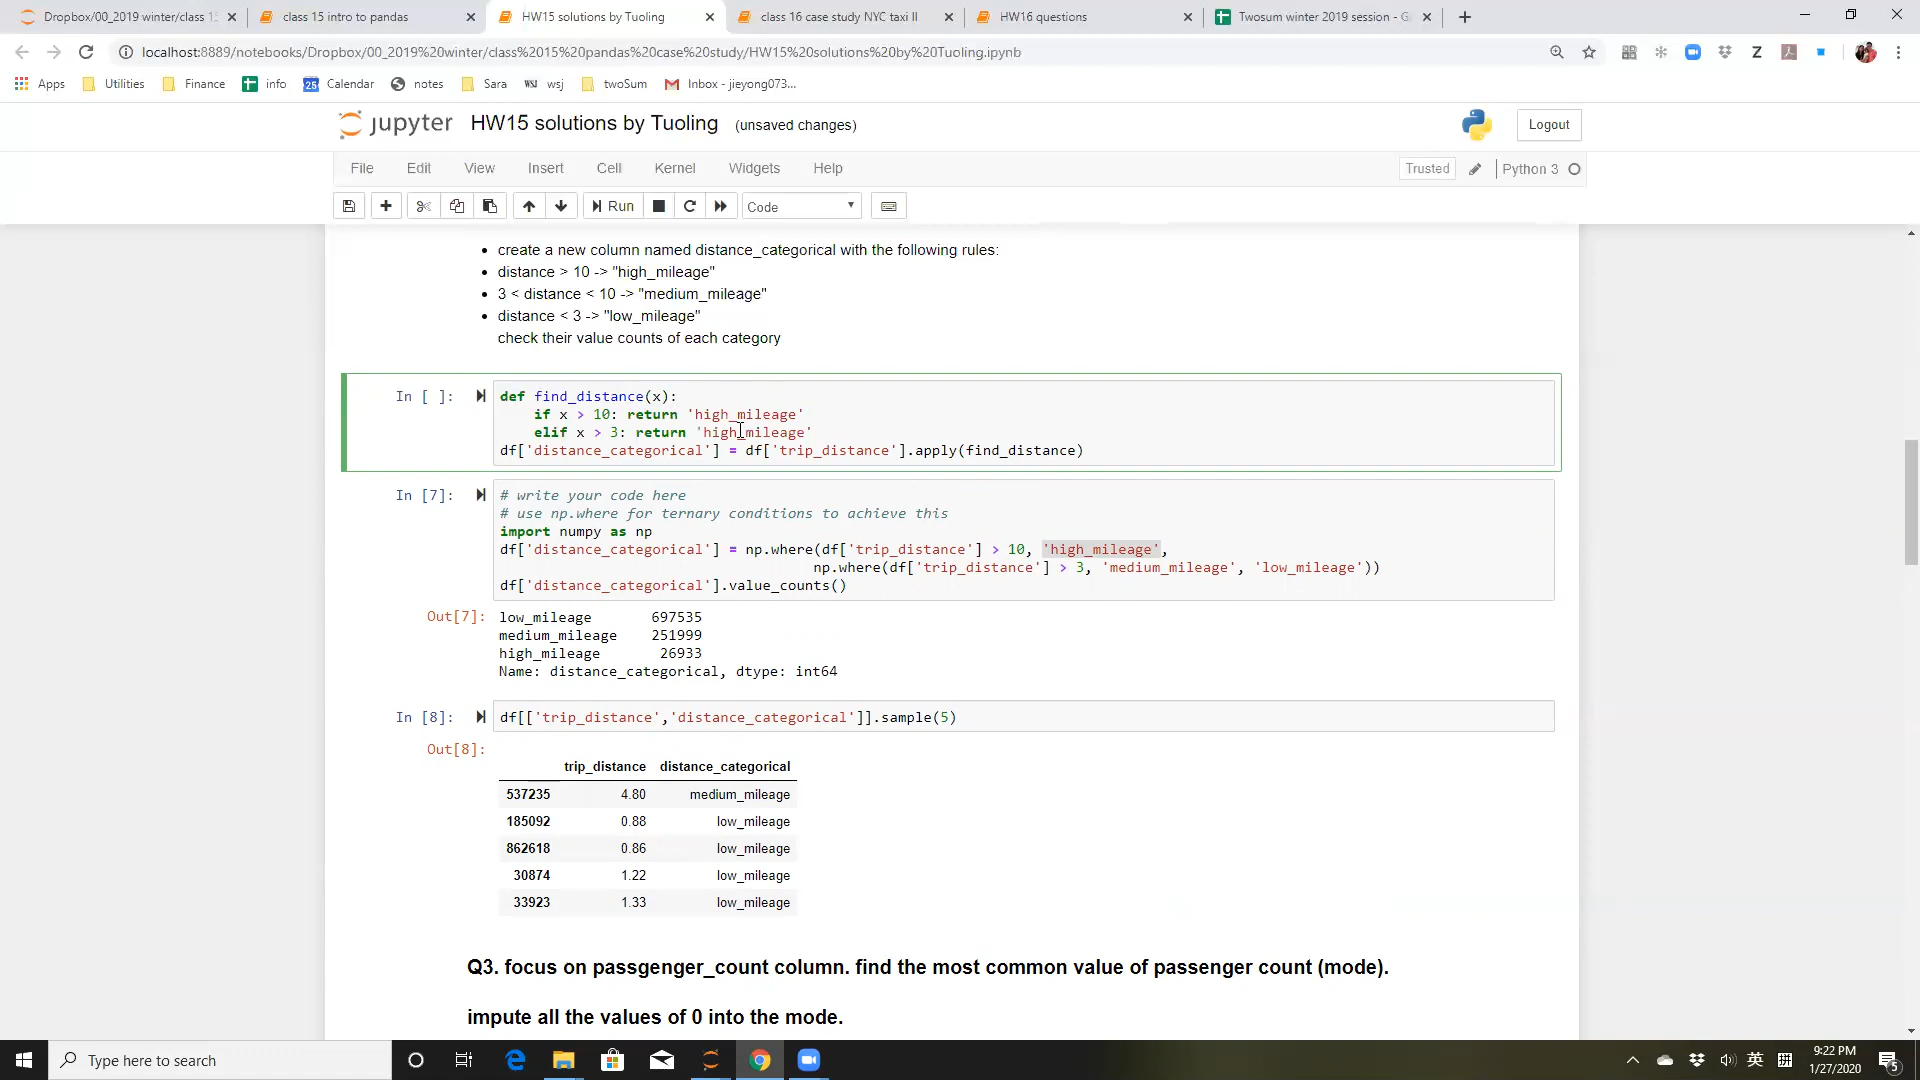 Dropbox/00_2019 winter/class 15
class 15 intro to pandas
HW15 solutions by Tuoling
class 16 case study NYC taxi II
HW16 questions
Twosum winter 2019 session - G
localhost:8889/notebooks/Dropbox/00_2019%20winter/class%2015%20pandas%20case%20study/HW15%20solutions%20by%20Tuoling.ipynb
Apps Utilities Finance info Calendar notes Sara wsj twoSum Inbox - jieyong073...
jupyter HW15 solutions by Tuoling (unsaved changes) Logout
File Edit View Insert Cell Kernel Widgets Help Trusted Python 3
Run Code
create a new column named distance_categorical with the following rules:
distance > 10 -> "high_mileage"
3 < distance < 10 -> "medium_mileage"
distance < 3 -> "low_mileage"
check their value counts of each category
In [ ]: def find_distance(x):
if x > 10: return 'high_mileage'
elif x > 3: return 'high_mileage'
df['distance_categorical'] = df['trip_distance'].apply(find_distance)
In [7]: # write your code here
# use np.where for ternary conditions to achieve this
import numpy as np
df['distance_categorical'] = np.where(df['trip_distance'] > 10, 'high_mileage',
np.where(df['trip_distance'] > 3, 'medium_mileage', 'low_mileage'))
df['distance_categorical'].value_counts()
Out[7]: low_mileage 697535
medium_mileage 251999
high_mileage 26933
Name: distance_categorical, dtype: int64
In [8]: df[['trip_distance','distance_categorical']].sample(5)
Out[8]:
trip_distance distance_categorical
537235 4.80 medium_mileage
185092 0.88 low_mileage
862618 0.86 low_mileage
30874 1.22 low_mileage
33923 1.33 low_mileage
Q3. focus on passgenger_count column. find the most common value of passenger count (mode).
impute all the values of 0 into the mode.
Type here to search
英
9:22 PM
1/27/2020
5